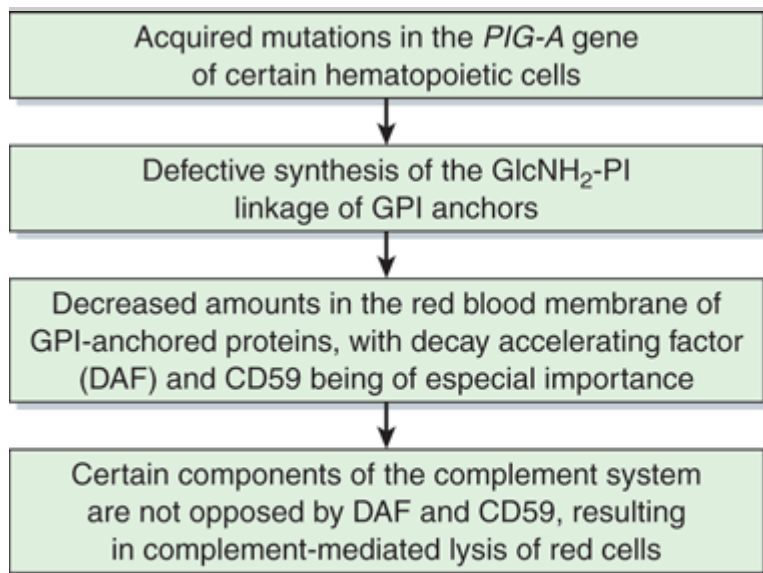 Acquired mutations in the PIG-A gene
of certain hematopoietic cells
Defective synthesis of the GlcNH₂-PI
linkage of GPI anchors
Decreased amounts in the red blood membrane of
GPI-anchored proteins, with decay accelerating factor
(DAF) and CD59 being of especial importance
Certain components of the complement system
are not opposed by DAF and CD59, resulting
in complement-mediated lysis of red cells